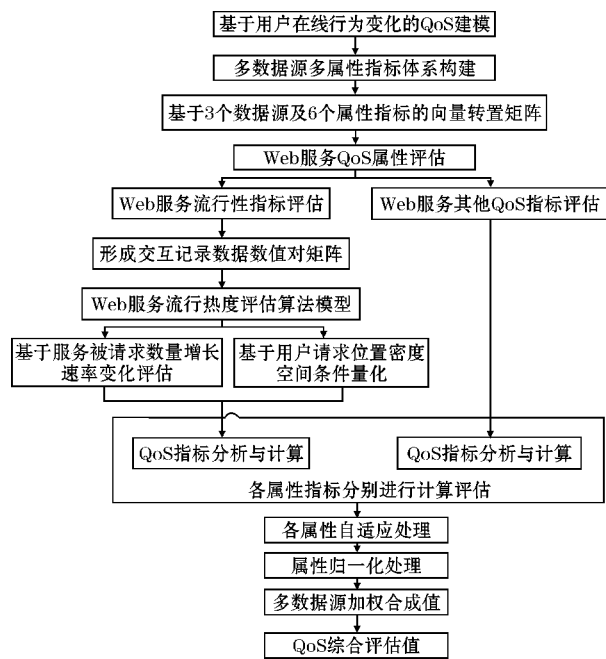 基于用户在线行为变化的QoS建模
多数据源多属性指标体系构建
基于3个数据源及6个属性指标的向量转置矩阵
Web服务QoS属性评估
Web服务流行性指标评估
Web服务其他QoS指标评估
形成交互记录数据数值对矩阵
Web服务流行热度评估算法模型
基于服务被请求数量增长
速率变化评估
基于用户请求位置密度
空间条件量化
QoS指标分析与计算
QoS指标分析与计算
各属性指标分别进行计算评估
各属性自适应处理
属性归一化处理
多数据源加权合成值
QoS综合评估值